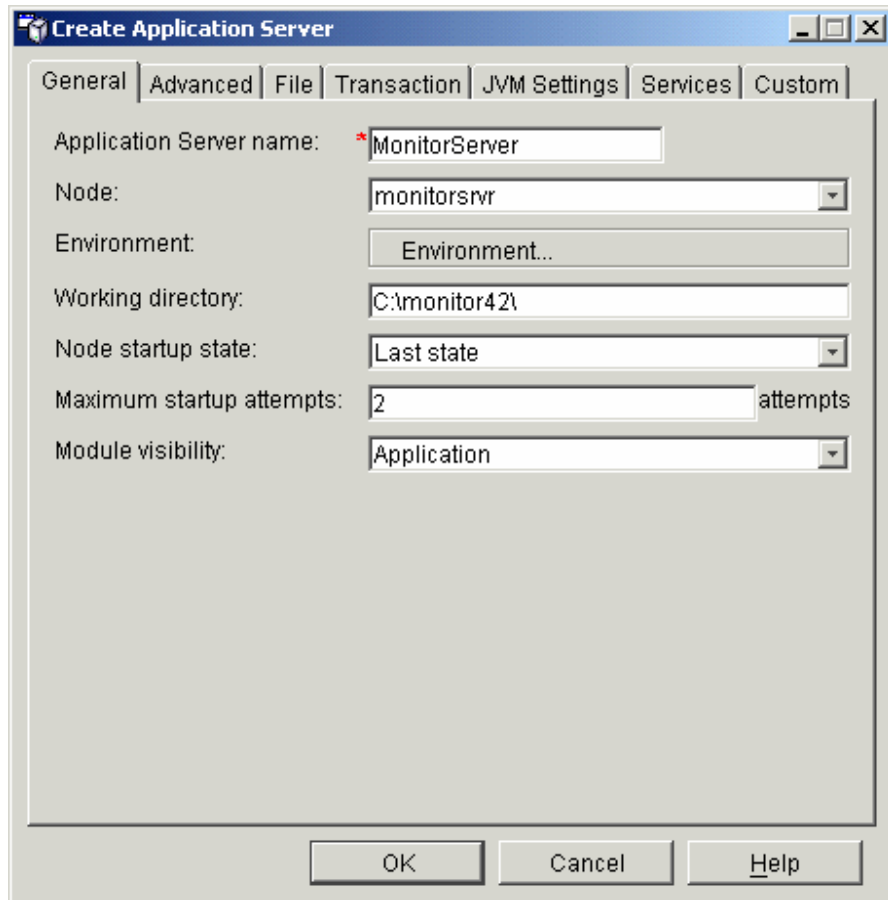 Create Application Server
General Advanced File Transaction JVM Settings Services Custom
Application Server name: *MonitorServer
Node: monitorsrvr
Environment: Environment...
Working directory: C:\monitor42\
Node startup state: Last state
Maximum startup attempts: 2 attempts
Module visibility: Application
OK Cancel Help